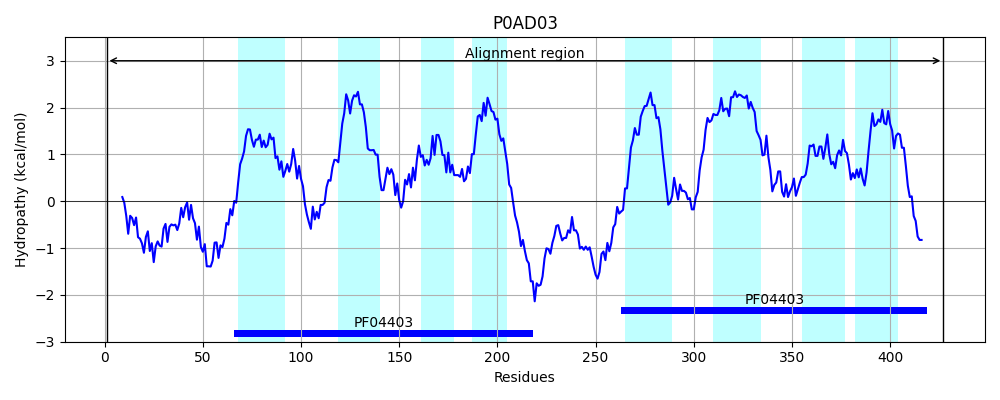 P0AD03
Alignment region
PF04403
PF04403
Hydropathy (kcal/mol)
3
2
1
0
−1
−2
−3
0
50
100
150
200
250
300
350
400
Residues